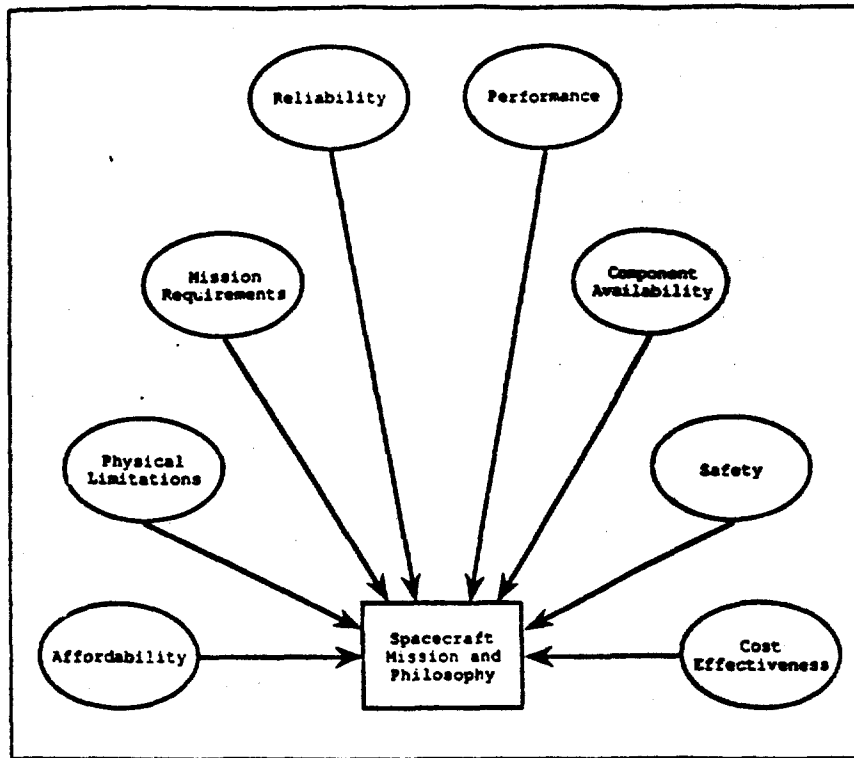 Reliability
Performance
Mission
Requirements
Component
Availability
Physical
Limitations
Safety
Affordability
Spacecraft
Mission and
Philosophy
Cost
Effectiveness